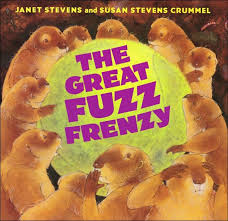 JANET STEVENS and SUSAN STEVENS CRUMMEL
THE
GREAT
FUZZ
FRENZY